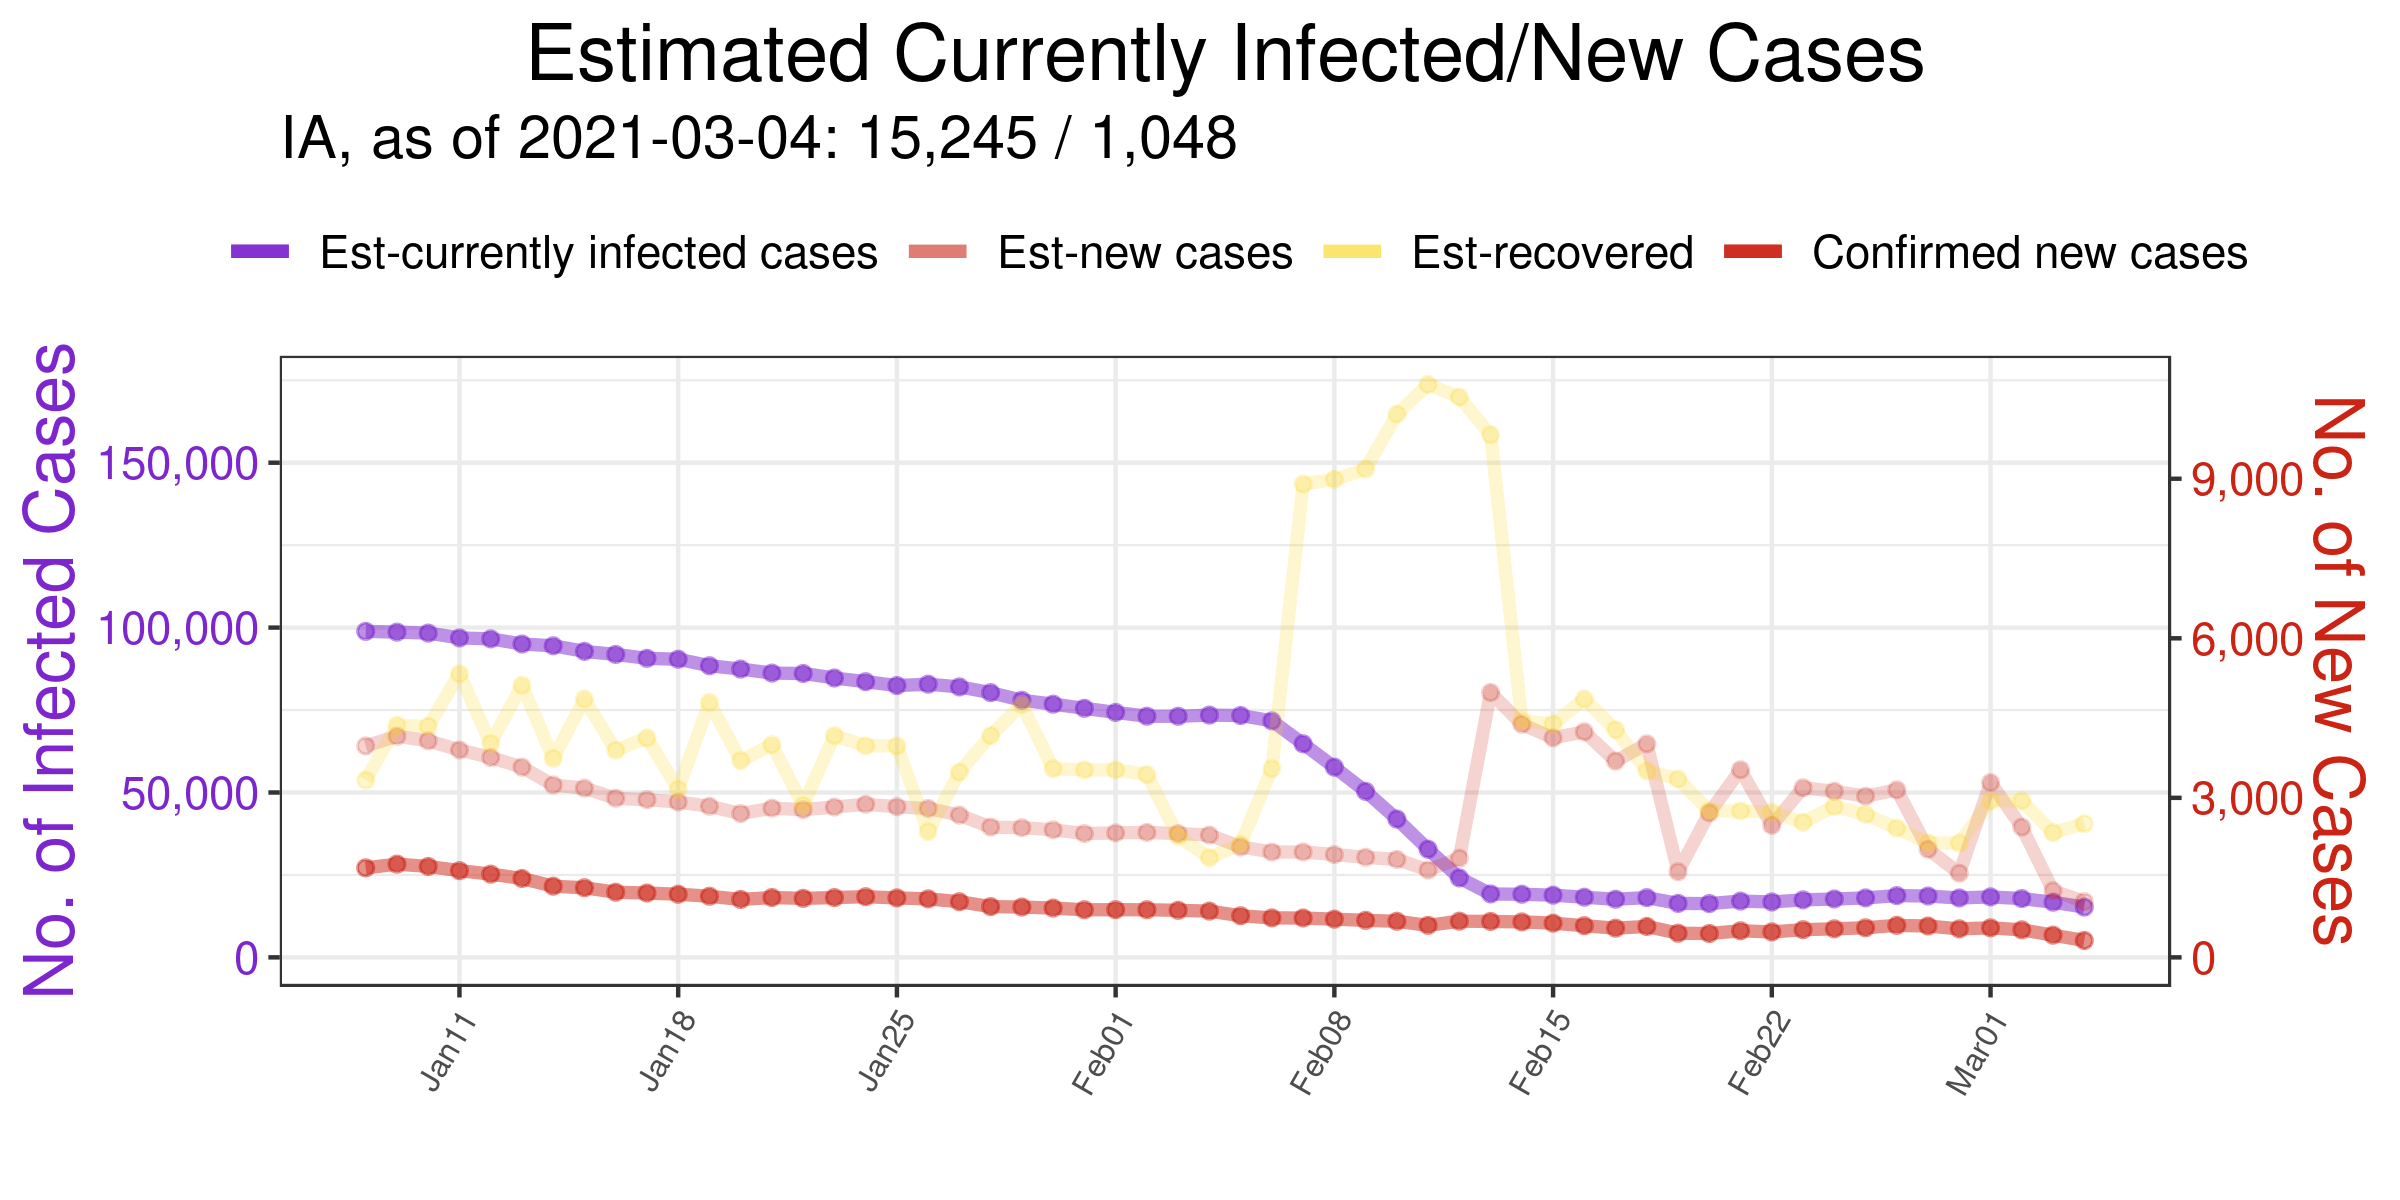 Estimated Currently Infected/New Cases
IA, as of 2021-03-04: 15,245 / 1,048
Est-currently infected cases Est-new cases Est-recovered Confirmed new cases
No. of Infected Cases
150,000
100,000
50,000
0
9,000
6,000
3,000
0
No. of New Cases
Jan11 Jan18 Jan25 Feb01 Feb08 Feb15 Feb22 Mar01